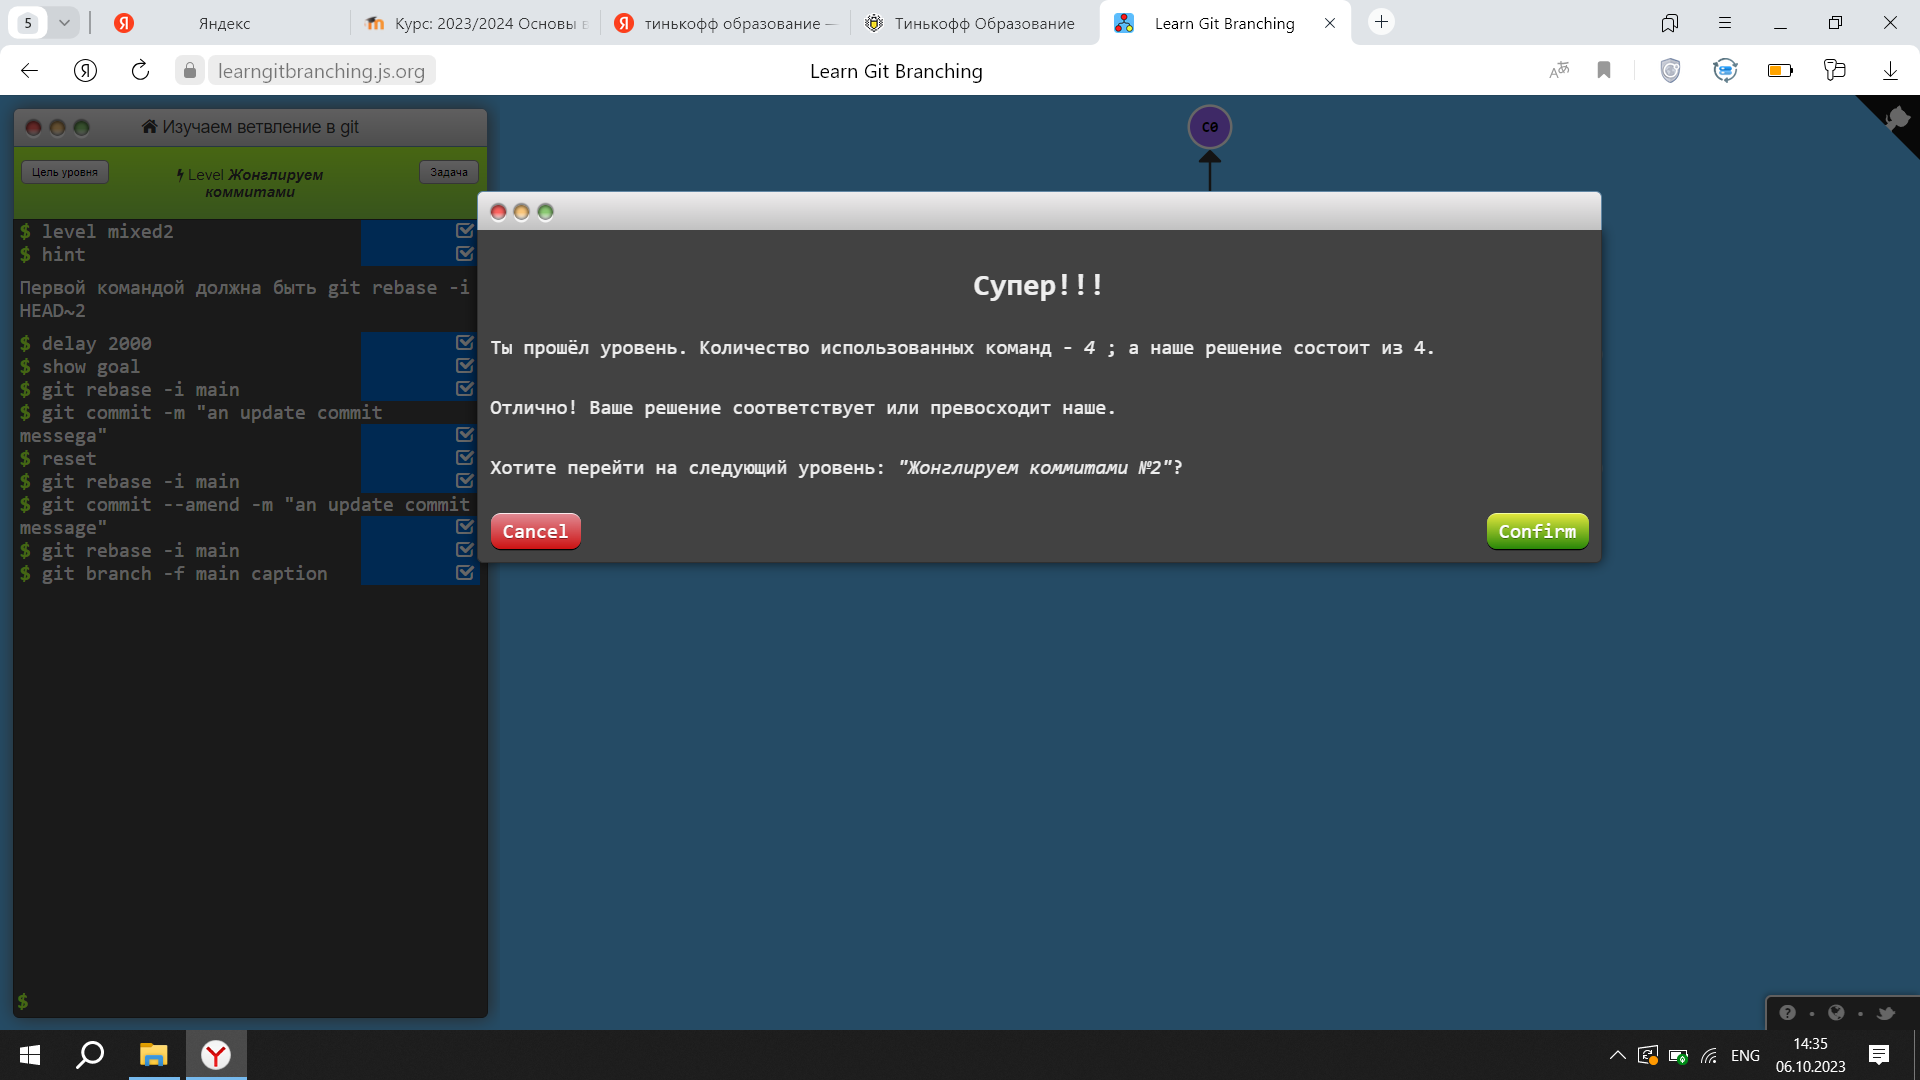 5
Яндекс
Курс: 2023/2024 Основы в
тинькофф образование —
Тинькофф Образование
Learn Git Branching
learngitbranching.js.org
Learn Git Branching
Изучаем ветвление в git
Цель уровня
Level Жонглируем
коммитами
Задача
C0
$ level mixed2
$ hint
Первой командой должна быть git rebase -i
HEAD~2
$ delay 2000
$ show goal
$ git rebase -i main
$ git commit -m "an update commit
messega"
$ reset
$ git rebase -i main
$ git commit --amend -m "an update commit
message"
$ git rebase -i main
$ git branch -f main caption
$
Супер!!!
Ты прошёл уровень. Количество использованных команд - 4 ; а наше решение состоит из 4.
Отлично! Ваше решение соответствует или превосходит наше.
Хотите перейти на следующий уровень: "Жонглируем коммитами №2"?
Cancel
Confirm
ENG
14:35
06.10.2023